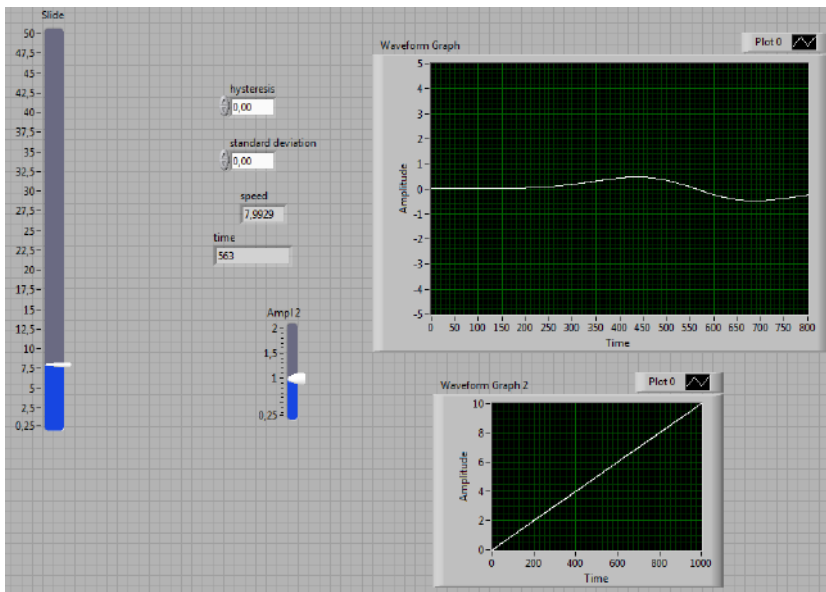 Slide
50
47,5
45
42,5
40
37,5
35
32,5
30
27,5
25
22,5
20
17,5
15
12,5
10
7,5
5
2,5
0,25
hysteresis
0,00
standard deviation
0,00
speed
7,9929
time
563
Ampl 2
2
1,5
1
0,25
Waveform Graph
Plot 0
Amplitude
5
4
3
2
1
0
-1
-2
-3
-4
-5
0 50 100 150 200 250 300 350 400 450 500 550 600 650 700 750 800
Time
Waveform Graph 2
Plot 0
Amplitude
10
8
6
4
2
0
0 200 400 600 800 1000
Time